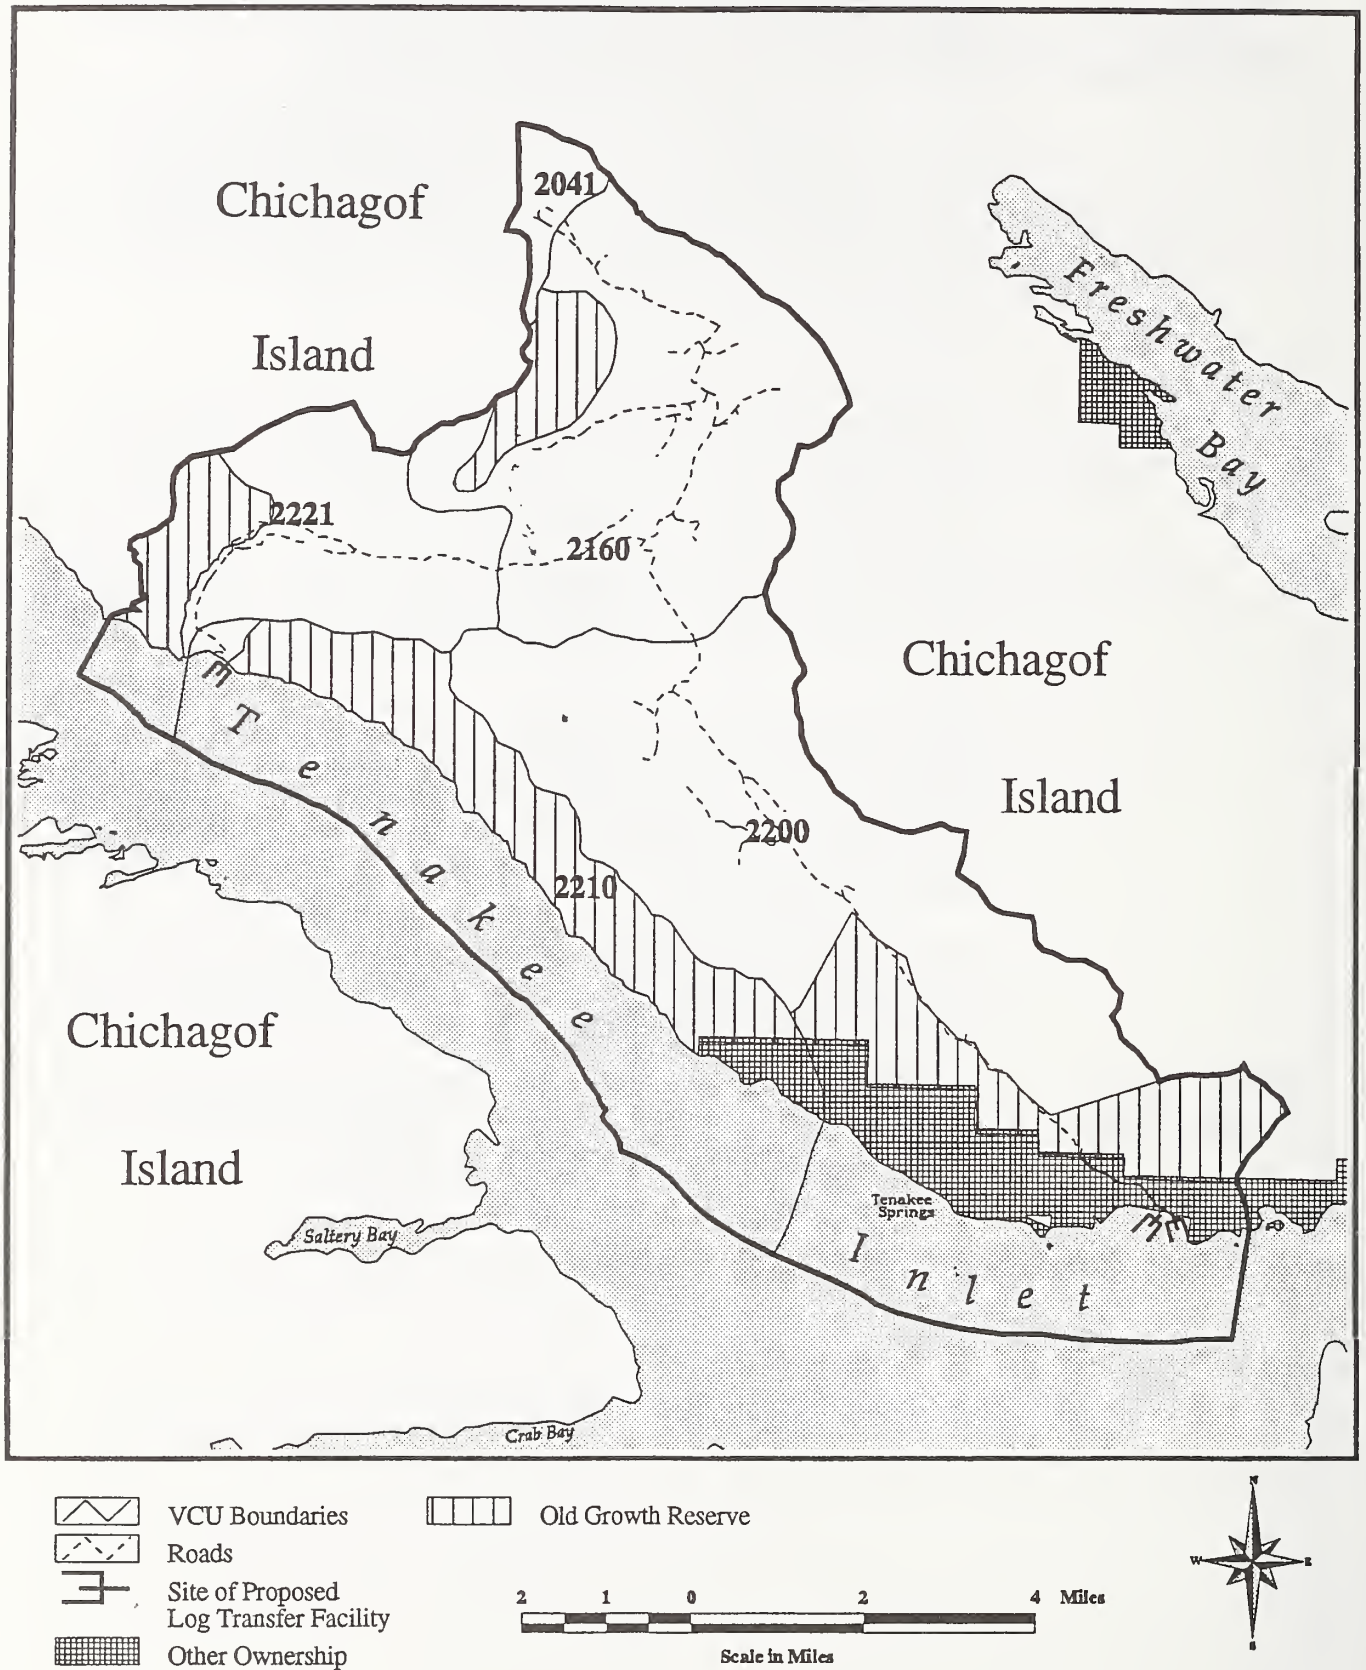 Chichagof
Island
2041
Freshwater
Bay
2221
2160
Chichagof
Island
Tenakee
2200
2210
Chichagof
Island
Tenakee
Springs
Inlet
Saltery Bay
Crab Bay
VCU Boundaries
Roads
Site of Proposed
Log Transfer Facility
Other Ownership
Old Growth Reserve
2 1 0 2 4 Miles
Scale in Miles
N
W E
S